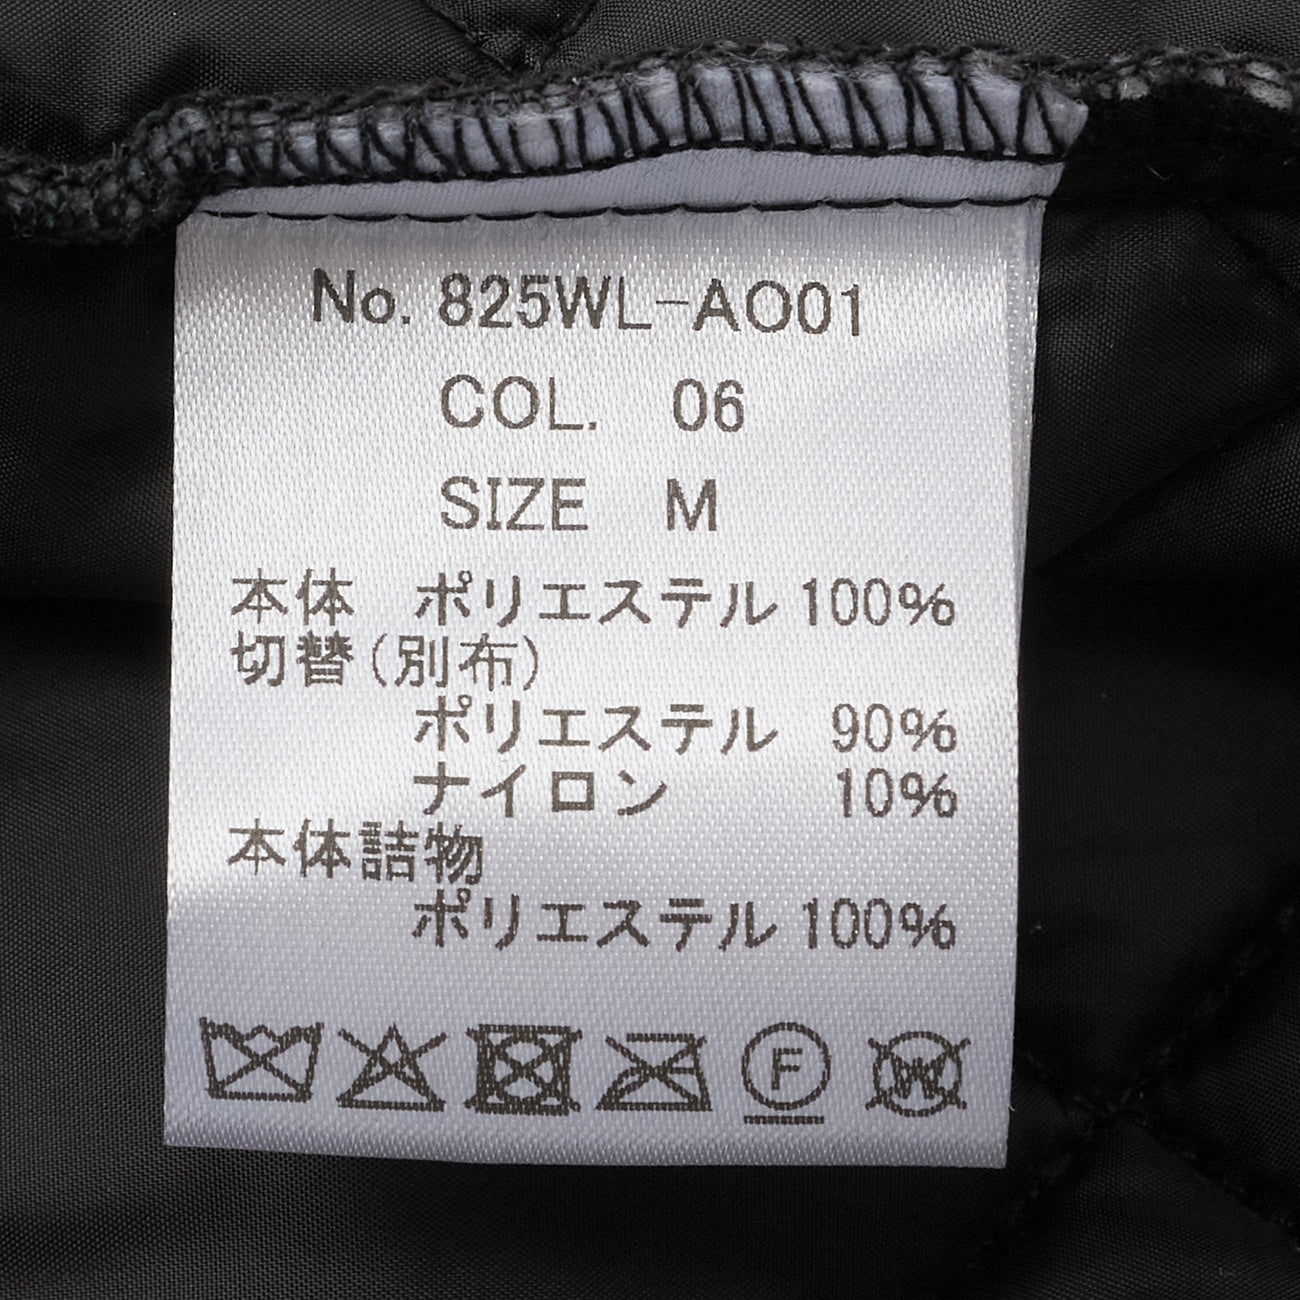 No. 825WL-AO01
COL. 06
SIZE M
本体 ポリエステル 100%
切替(別布)
ポリエステル 90%
ナイロン 10%
本体詰物
ポリエステル 100%
F W